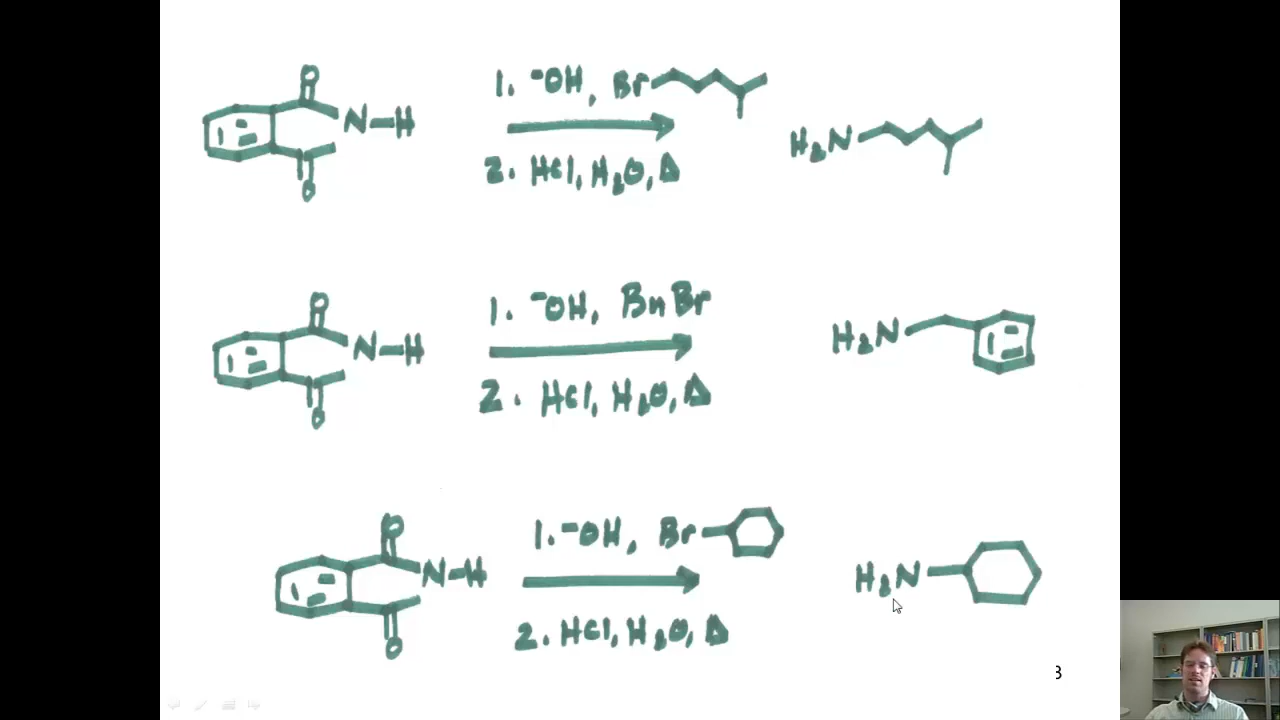 O
1. ⁻OH, Br
N-H
H₂N
2. HCl, H₂O, Δ
O
O
1. ⁻OH, BnBr
N-H
H₂N
2. HCl, H₂O, Δ
O
O
1. ⁻OH, Br
N-H
H₂N
2. HCl, H₂O, Δ
O
3